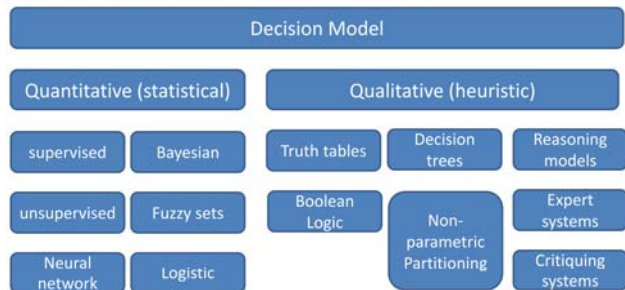 Decision Model
Quantitative (statistical)
Qualitative (heuristic)
supervised
Bayesian
Truth tables
Decision
trees
Reasoning
models
unsupervised
Fuzzy sets
Boolean
Logic
Non-
parametric
Partitioning
Expert
systems
Neural
network
Logistic
Critiquing
systems